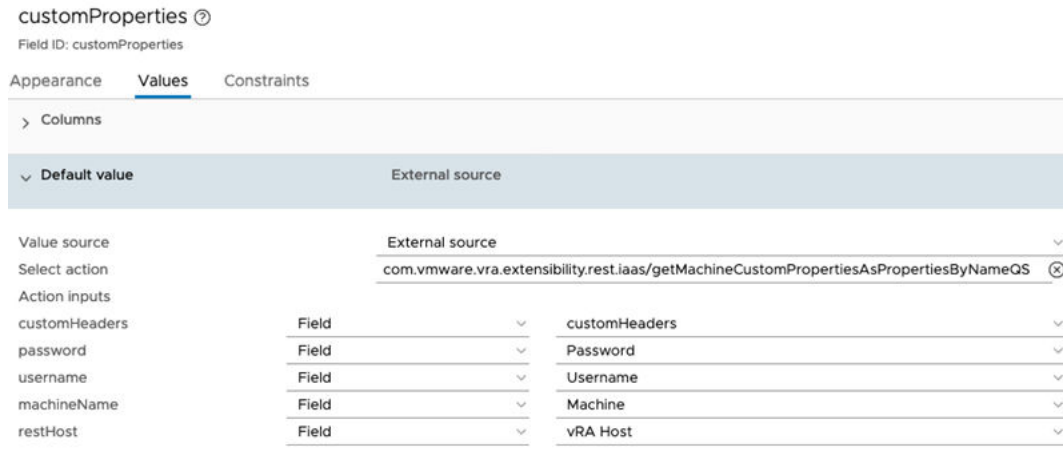 customProperties ?
Field ID: customProperties
Appearance Values Constraints
Columns
Default value External source
Value source External source
Select action com.vmware.vra.extensibility.rest.iaas/getMachineCustomPropertiesAsPropertiesByNameQS
Action inputs
customHeaders Field customHeaders
password Field Password
username Field Username
machineName Field Machine
restHost Field vRA Host